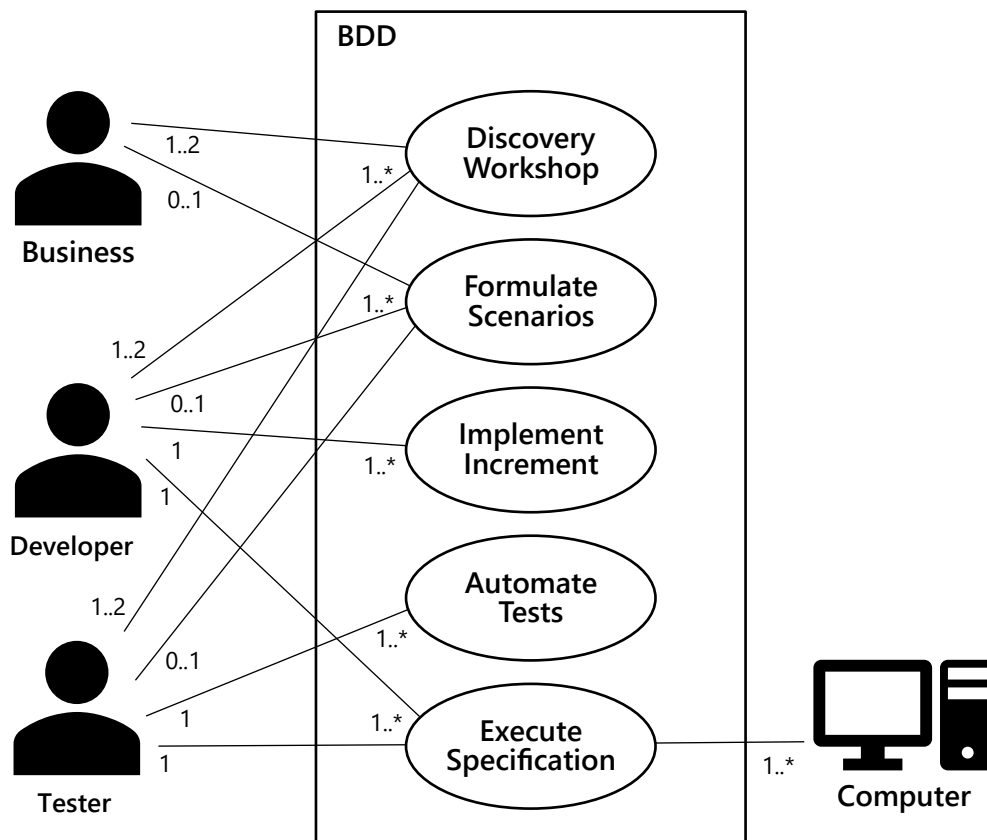 BDD
Discovery
Workshop
1..2
1..*
0..1
Business
Formulate
Scenarios
1..*
1..2
0..1
Implement
Increment
1
1..*
1
Developer
Automate
Tests
1..2
1..*
0..1
1
1..*
Execute
Specification
1
1..*
Tester
Computer